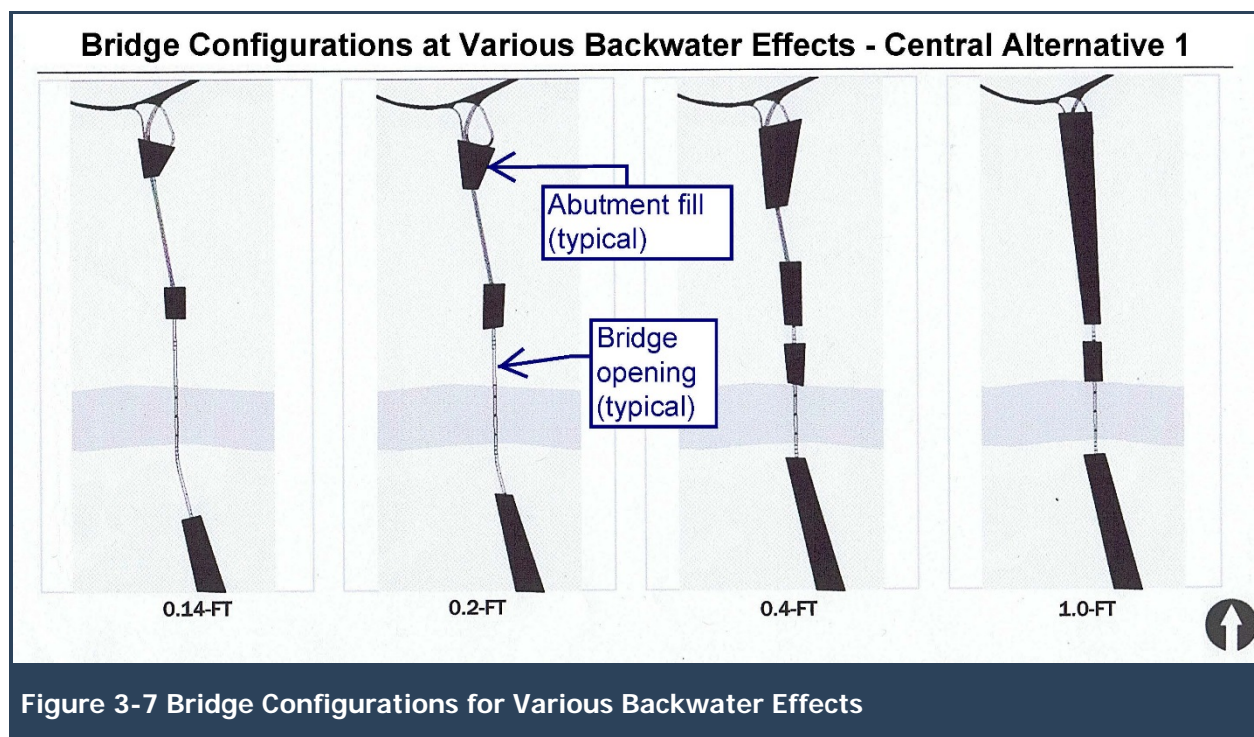 Bridge Configurations at Various Backwater Effects - Central Alternative 1
Abutment fill
(typical)
Bridge
opening
(typical)
0.14-FT
0.2-FT
0.4-FT
1.0-FT
Figure 3-7 Bridge Configurations for Various Backwater Effects